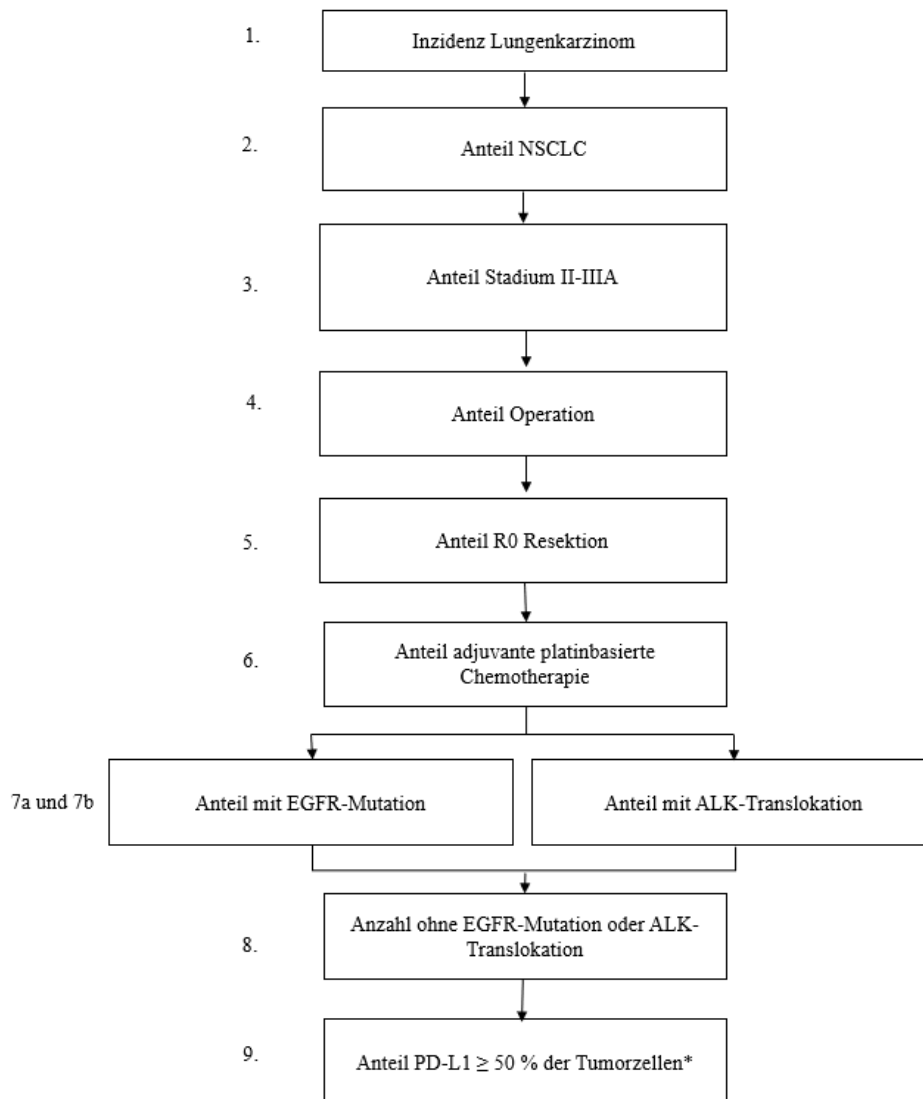 1.
Inzidenz Lungenkarzinom
2.
Anteil NSCLC
3.
Anteil Stadium II-IIIA
4.
Anteil Operation
5.
Anteil R0 Resektion
6.
Anteil adjuvante platinbasierte
Chemotherapie
7a und 7b
Anteil mit EGFR-Mutation
Anteil mit ALK-Translokation
8.
Anzahl ohne EGFR-Mutation oder ALK-
Translokation
9.
Anteil PD-L1 ≥ 50 % der Tumorzellen*